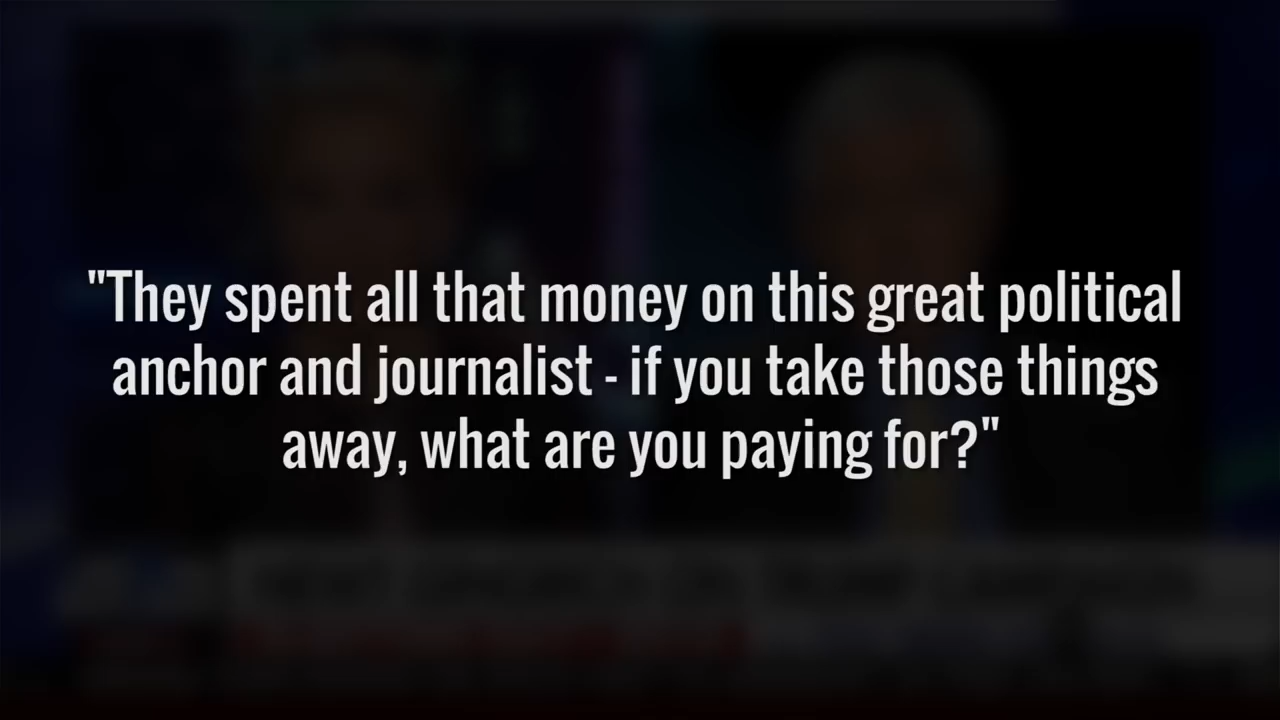 "They spent all that money on this great political
anchor and journalist - if you take those things
away, what are you paying for?"